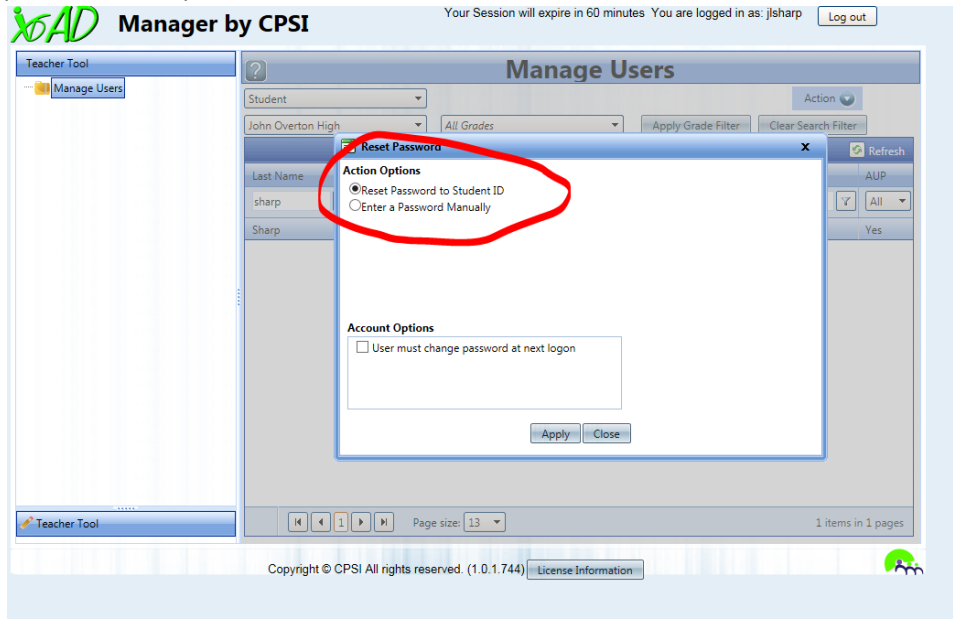 Your Session will expire in 60 minutes You are logged in as: jlsharp Log out
xoAD Manager by CPSI
Teacher Tool
Manage Users
? Manage Users
Student
Action
John Overton High All Grades Apply Grade Filter Clear Search Filter
Reset Password x
Refresh
Last Name AUP
Action Options
Reset Password to Student ID
Enter a Password Manually
sharp All
Sharp Yes
Account Options
User must change password at next logon
Apply Close
Teacher Tool
1 Page size: 13 1 items in 1 pages
Copyright © CPSI All rights reserved. (1.0.1.744) License Information